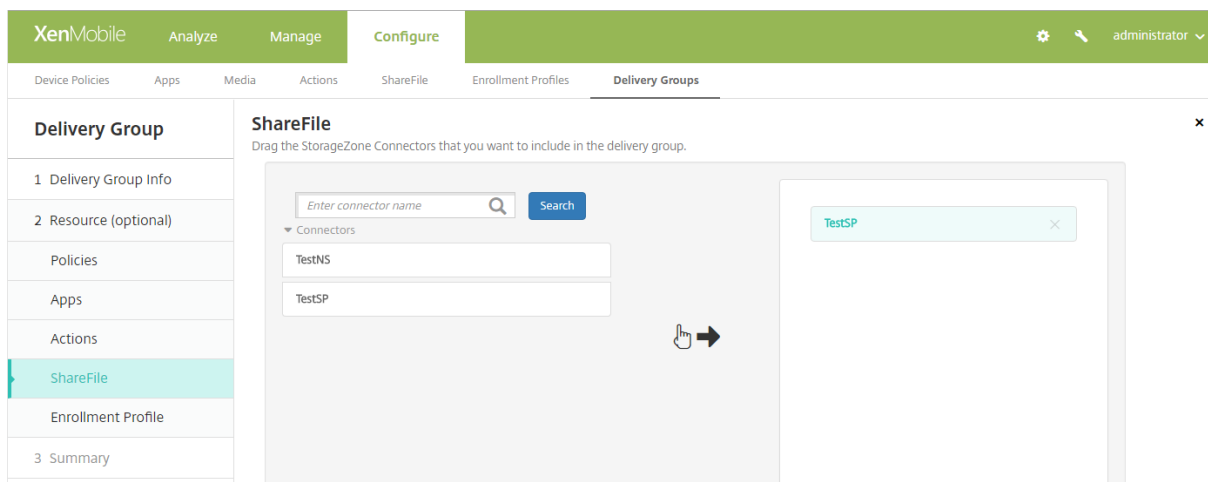 XenMobile Analyze Manage Configure administrator
Device Policies Apps Media Actions ShareFile Enrollment Profiles Delivery Groups
Delivery Group
1 Delivery Group Info
2 Resource (optional)
Policies
Apps
Actions
ShareFile
Enrollment Profile
3 Summary
ShareFile
Drag the StorageZone Connectors that you want to include in the delivery group.
Enter connector name Search
Connectors
TestNS
TestSP
TestSP